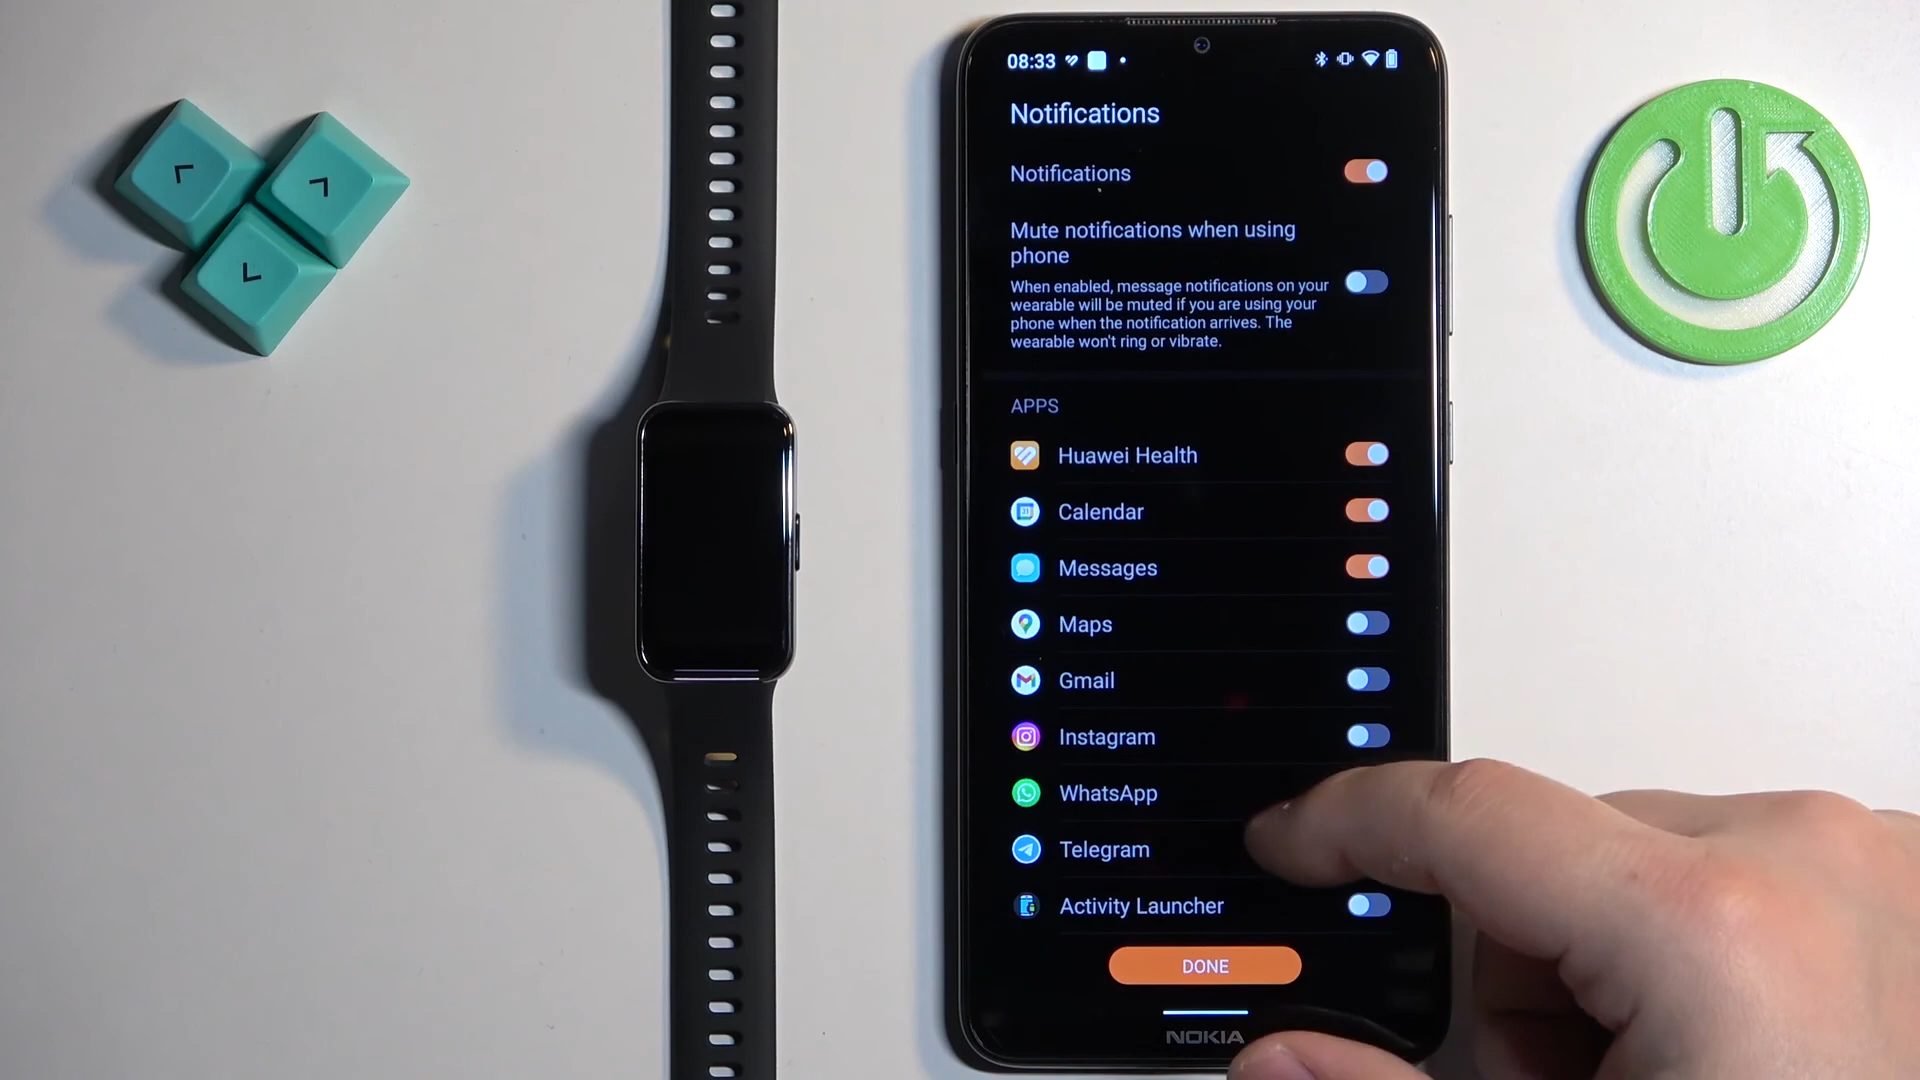 08:33
Notifications
Notifications
Mute notifications when using
phone
When enabled, message notifications on your
wearable will be muted if you are using your
phone when the notification arrives. The
wearable won't ring or vibrate.
APPS
Huawei Health
Calendar
Messages
Maps
Gmail
Instagram
WhatsApp
Telegram
Activity Launcher
DONE
NOKIA